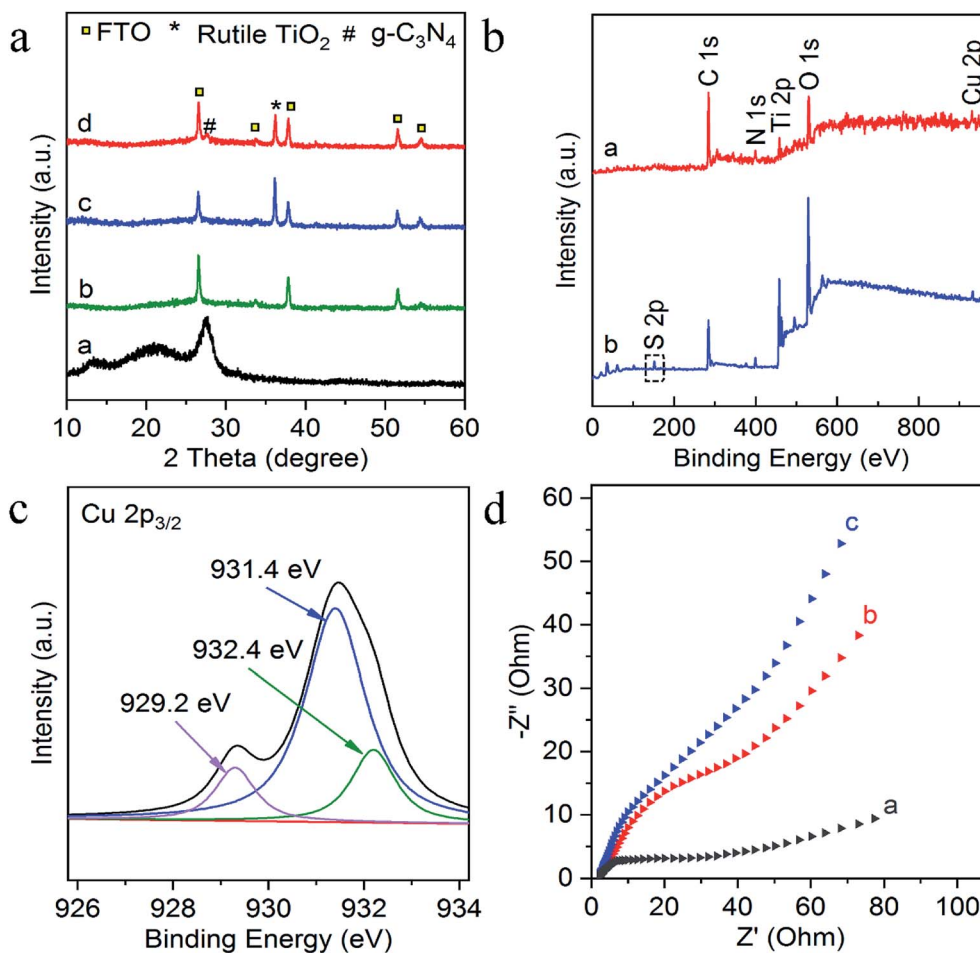 a
FTO * Rutile TiO₂ # g-C₃N₄
d
*
#
c
b
a
Intensity (a.u.)
10 20 30 40 50 60
2 Theta (degree)
b
C 1s
N 1s
Ti 2p
O 1s
Cu 2p
a
S 2p
b
Intensity (a.u.)
0 200 400 600 800
Binding Energy (eV)
c
Cu 2p₃/₂
931.4 eV
932.4 eV
929.2 eV
Intensity (a.u.)
926 928 930 932 934
Binding Energy (eV)
d
60
50
40
30
20
10
0
-Z" (Ohm)
c
b
a
0 20 40 60 80 100
Z' (Ohm)